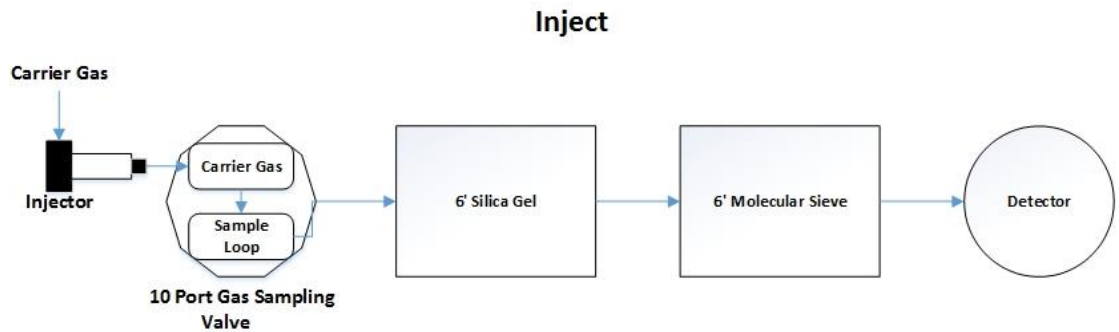 Inject
Carrier Gas
Injector
Carrier Gas
Sample
Loop
10 Port Gas Sampling
Valve
6' Silica Gel
6' Molecular Sieve
Detector